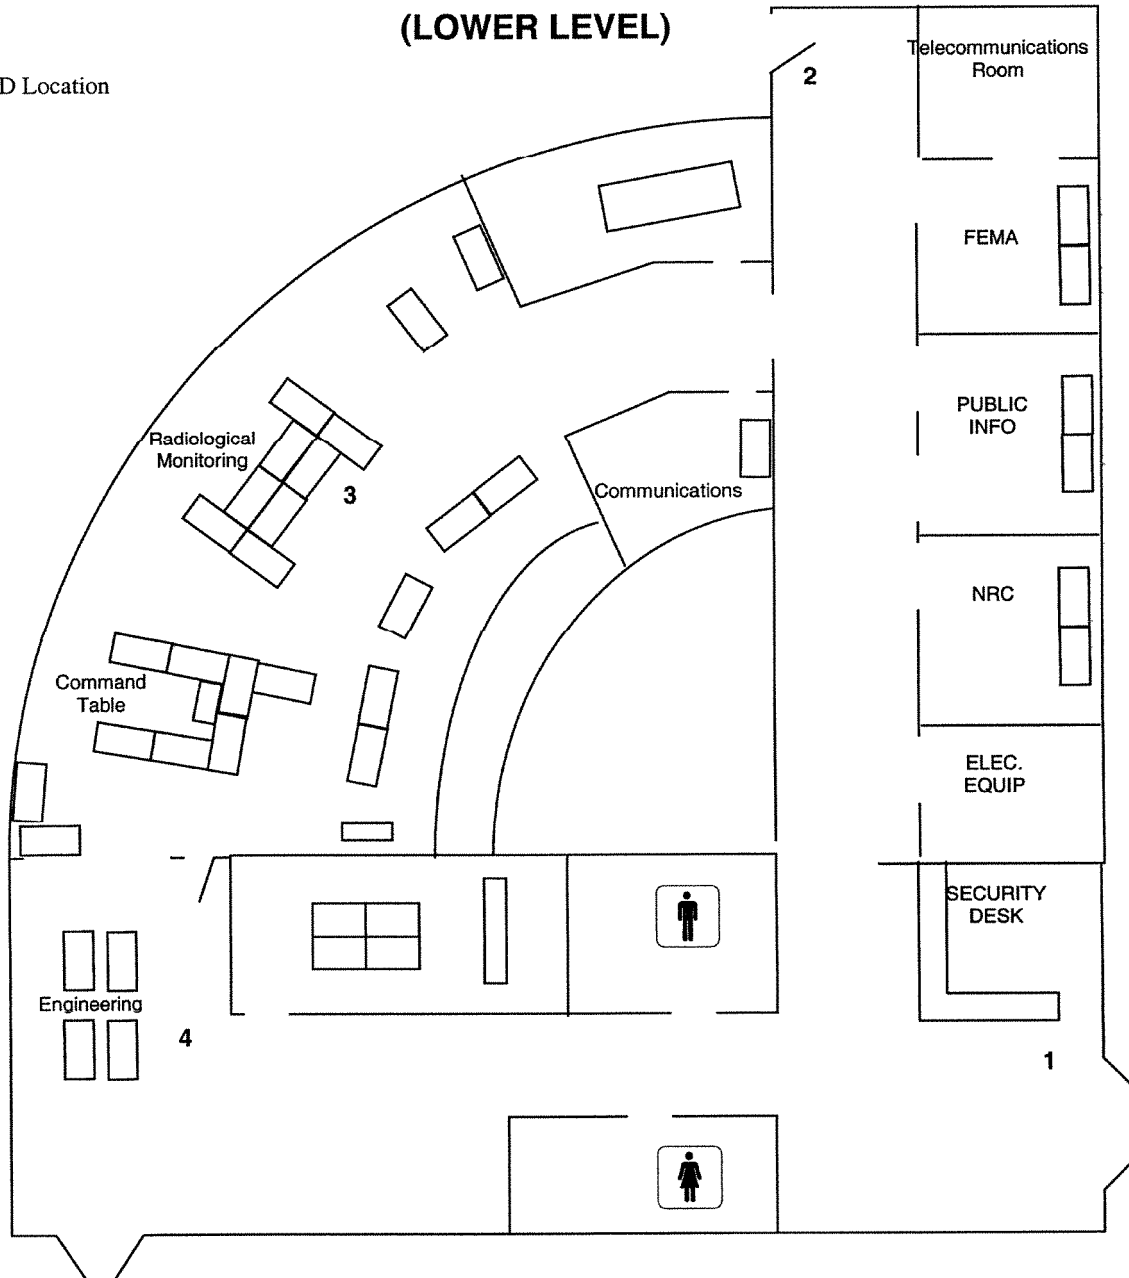 (LOWER LEVEL)
D Location
2
Telecommunications
Room
FEMA
PUBLIC
INFO
Radiological
Monitoring
3
Communications
NRC
Command
Table
ELEC.
EQUIP
SECURITY
DESK
Engineering
4
1